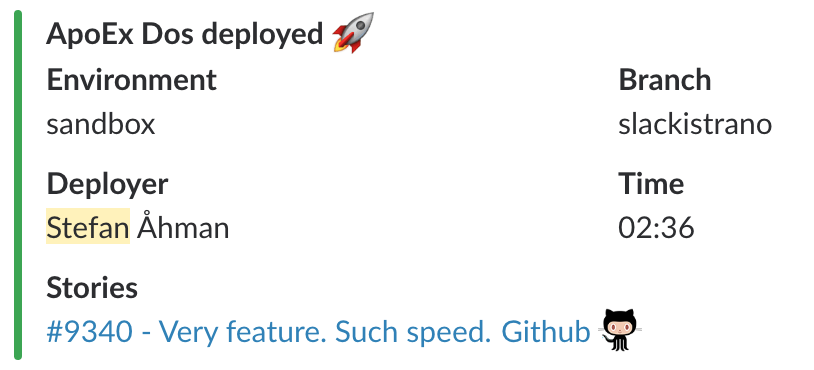 ApoEx Dos deployed 🚀
Environment
sandbox
Branch
slackistrano
Deployer
Stefan Åhman
Time
02:36
Stories
#9340 - Very feature. Such speed. Github